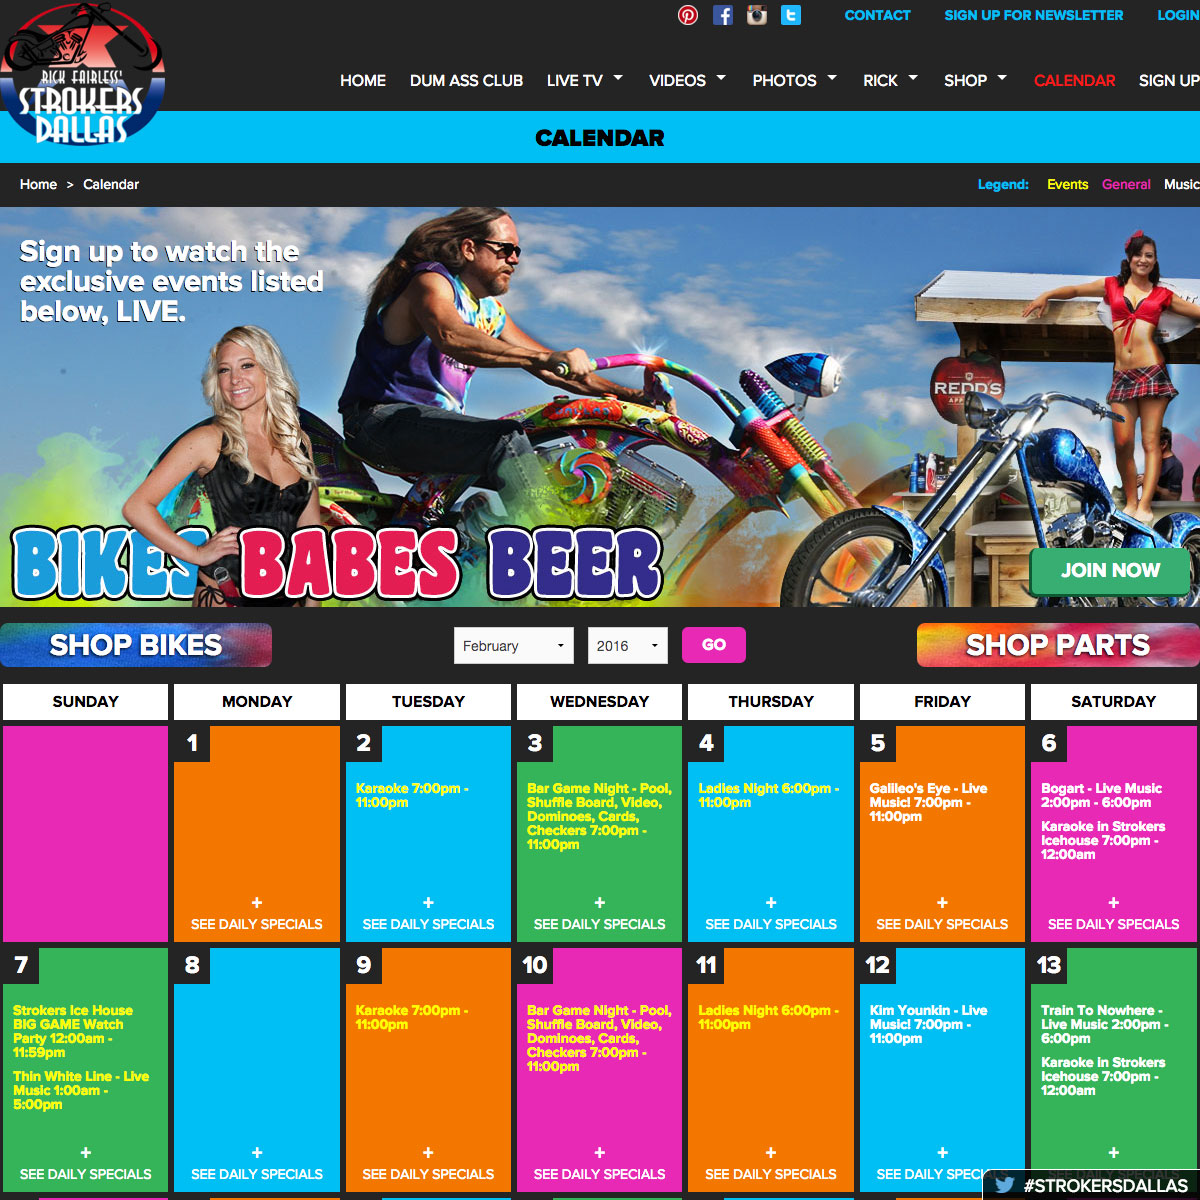 CONTACT SIGN UP FOR NEWSLETTER LOGIN
RICK FAIRLESS'
STROKERS
DALLAS
HOME DUM ASS CLUB LIVE TV VIDEOS PHOTOS RICK SHOP CALENDAR SIGN UP
CALENDAR
Home > Calendar
Legend: Events General Music
Sign up to watch the
exclusive events listed
below, LIVE.
REDD'S
BIKES BABES BEER
JOIN NOW
SHOP BIKES
February 2016 GO
SHOP PARTS
SUNDAY MONDAY TUESDAY WEDNESDAY THURSDAY FRIDAY SATURDAY
1
+
SEE DAILY SPECIALS
2
Karaoke 7:00pm -
11:00pm
+
SEE DAILY SPECIALS
3
Bar Game Night - Pool,
Shuffle Board, Video,
Dominoes, Cards,
Checkers 7:00pm -
11:00pm
+
SEE DAILY SPECIALS
4
Ladies Night 6:00pm -
11:00pm
+
SEE DAILY SPECIALS
5
Galileo's Eye - Live
Music! 7:00pm -
11:00pm
+
SEE DAILY SPECIALS
6
Bogart - Live Music
2:00pm - 6:00pm
Karaoke in Strokers
Icehouse 7:00pm -
12:00am
+
SEE DAILY SPECIALS
7
Strokers Ice House
BIG GAME Watch
Party 12:00am -
11:59pm
Thin White Line - Live
Music 1:00am -
5:00pm
+
SEE DAILY SPECIALS
8
+
SEE DAILY SPECIALS
9
Karaoke 7:00pm -
11:00pm
+
SEE DAILY SPECIALS
10
Bar Game Night - Pool,
Shuffle Board, Video,
Dominoes, Cards,
Checkers 7:00pm -
11:00pm
+
SEE DAILY SPECIALS
11
Ladies Night 6:00pm -
11:00pm
+
SEE DAILY SPECIALS
12
Kim Younkin - Live
Music! 7:00pm -
11:00pm
+
SEE DAILY SPECIALS
13
Train To Nowhere -
Live Music 2:00pm -
6:00pm
Karaoke in Strokers
Icehouse 7:00pm -
12:00am
+
SEE DAILY SPECIALS
#STROKERSDALLAS